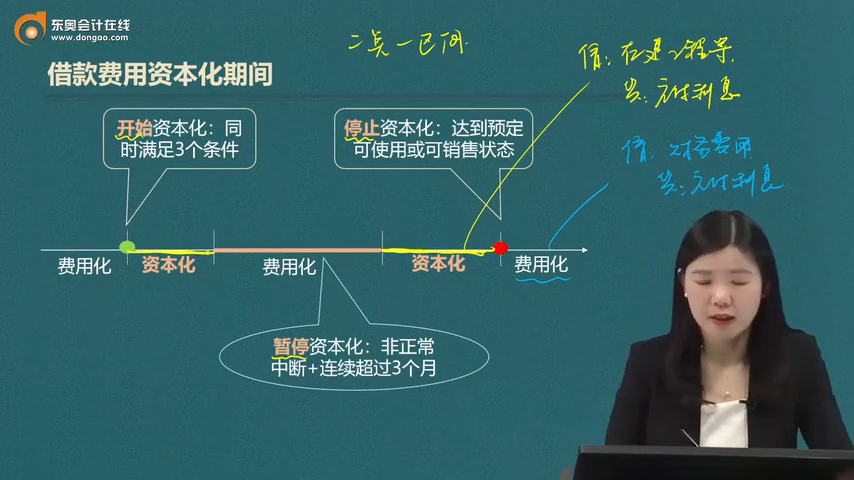 东奥会计在线
www.dongao.com
二点一区间
借款费用资本化期间
借:在建工程等
贷:应付利息
开始资本化:同
时满足3个条件
停止资本化:达到预定
可使用或可销售状态
借:财务费用
贷:应付利息
费用化
资本化
费用化
资本化
费用化
暂停资本化:非正常
中断+连续超过3个月